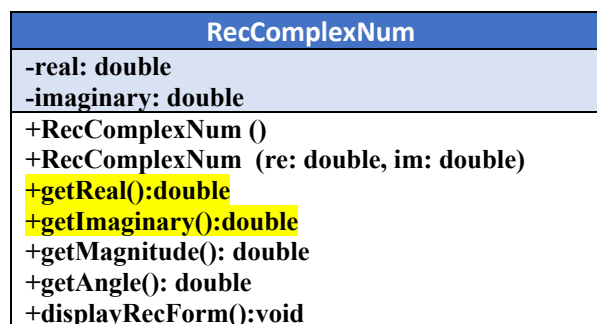 RecComplexNum
-real: double
-imaginary: double
+RecComplexNum ()
+RecComplexNum (re: double, im: double)
+getReal():double
+getImaginary():double
+getMagnitude(): double
+getAngle(): double
+displayRecForm():void